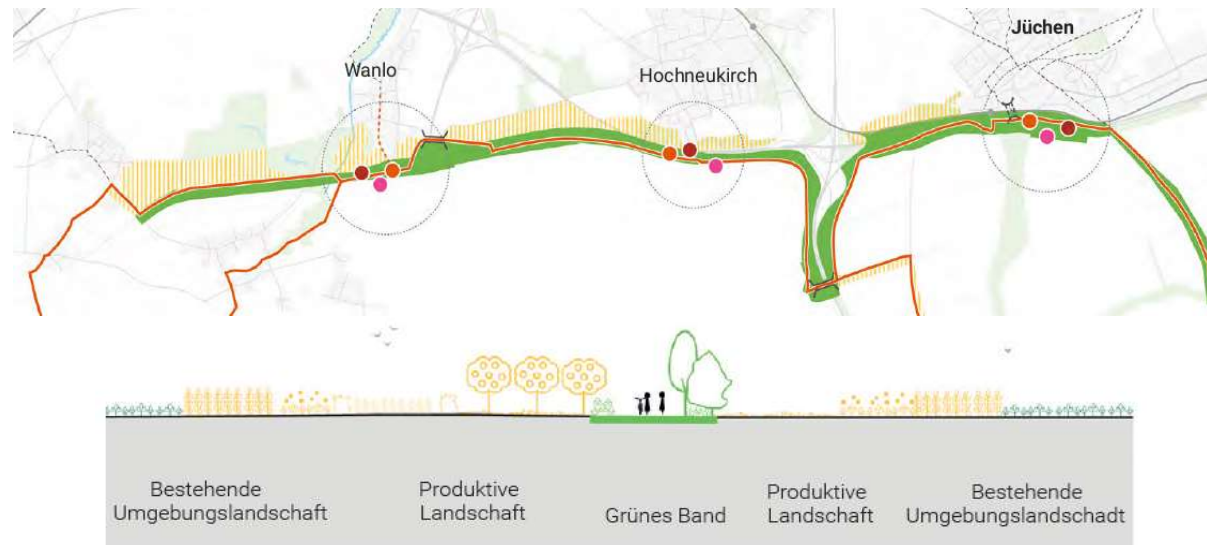 Jüchen
Wanlo
Hochneukirch
Bestehende
Umgebungslandschaft
Produktive
Landschaft
Grünes Band
Produktive
Landschaft
Bestehende
Umgebungslandschadt